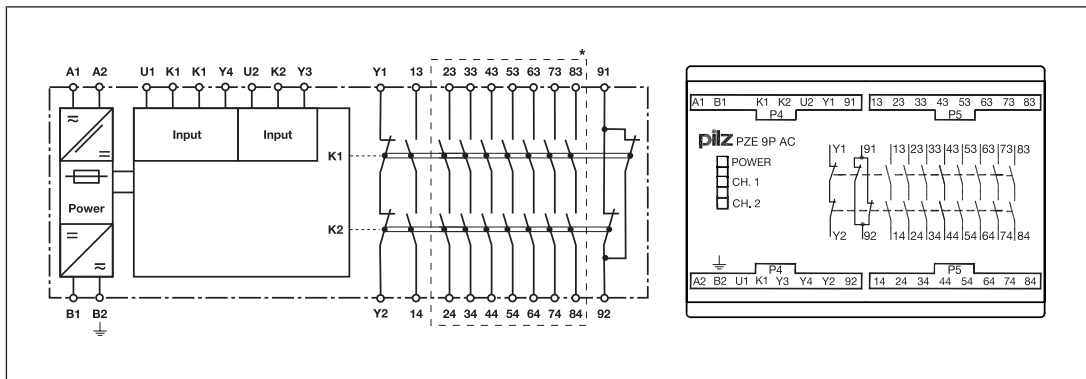 *
A1 A2 U1 K1 K1 Y4 U2 K2 Y3 Y1 13 23 33 43 53 63 73 83 91
Input Input
K1
Power
K2
B1 B2 Y2 14 24 34 44 54 64 74 84 92
A1 B1 K1 K2 U2 Y1 91 13 23 33 43 53 63 73 83
P4 P5
pilz PZE 9P AC
POWER
CH. 1
CH. 2
Y1 91 13 23 33 43 53 63 73 83
Y2 92 14 24 34 44 54 64 74 84
P4 P5
A2 B2 U1 K1 Y3 Y4 Y2 92 14 24 34 44 54 64 74 84